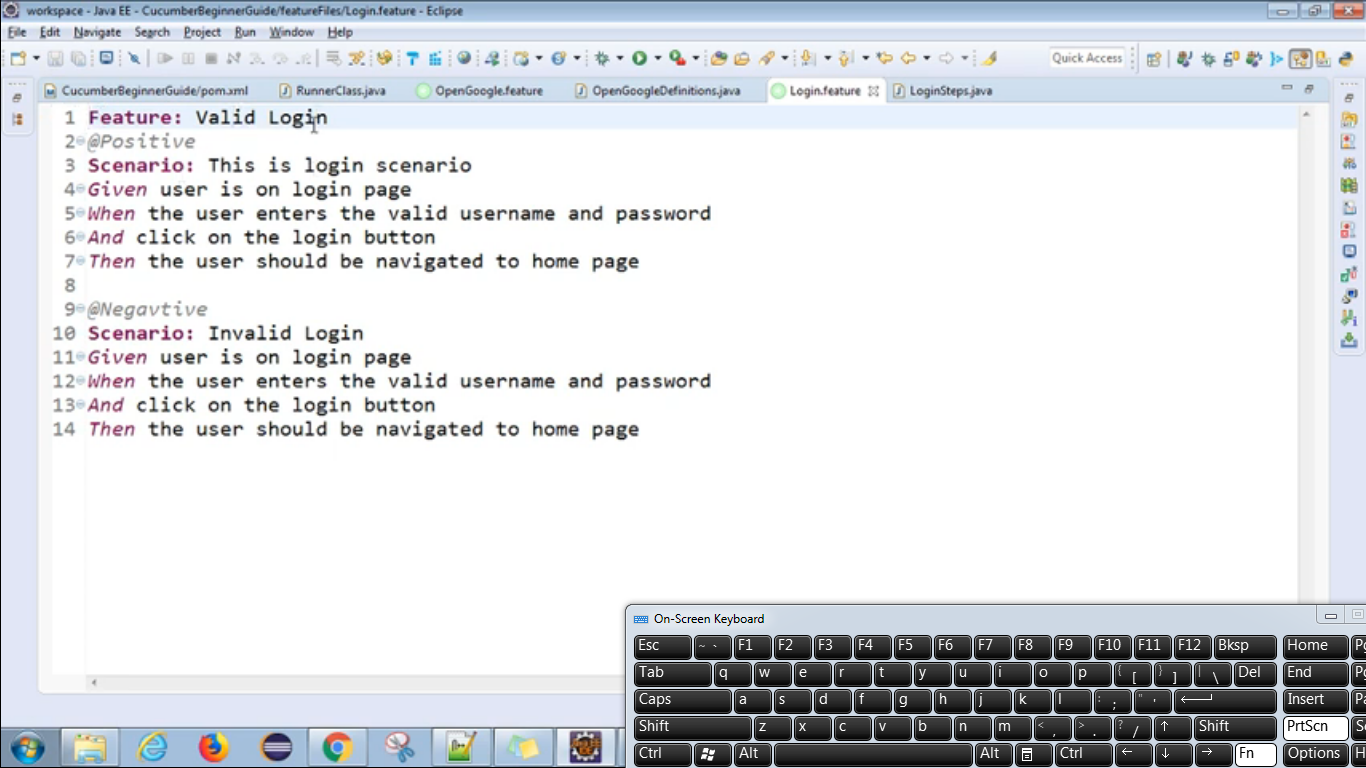 workspace - Java EE - CucumberBeginnerGuide/featureFiles/Login.feature - Eclipse
File Edit Navigate Search Project Run Window Help
Quick Access
CucumberBeginnerGuide/pom.xml RunnerClass.java OpenGoogle.feature OpenGoogleDefinitions.java Login.feature LoginSteps.java
1 Feature: Valid Login
2 @Positive
3 Scenario: This is login scenario
4 Given user is on login page
5 When the user enters the valid username and password
6 And click on the login button
7 Then the user should be navigated to home page
8
9 @Negavtive
10 Scenario: Invalid Login
11 Given user is on login page
12 When the user enters the valid username and password
13 And click on the login button
14 Then the user should be navigated to home page
On-Screen Keyboard
Esc ~ ` F1 F2 F3 F4 F5 F6 F7 F8 F9 F10 F11 F12 Bksp Home
Tab q w e r t y u i o p { [ } ] | \ Del End
Caps a s d f g h j k l : ; " ' Insert
Shift z x c v b n m < , > . ? / ↑ Shift PrtScn
Ctrl Alt Alt Ctrl ← ↓ → Fn Options